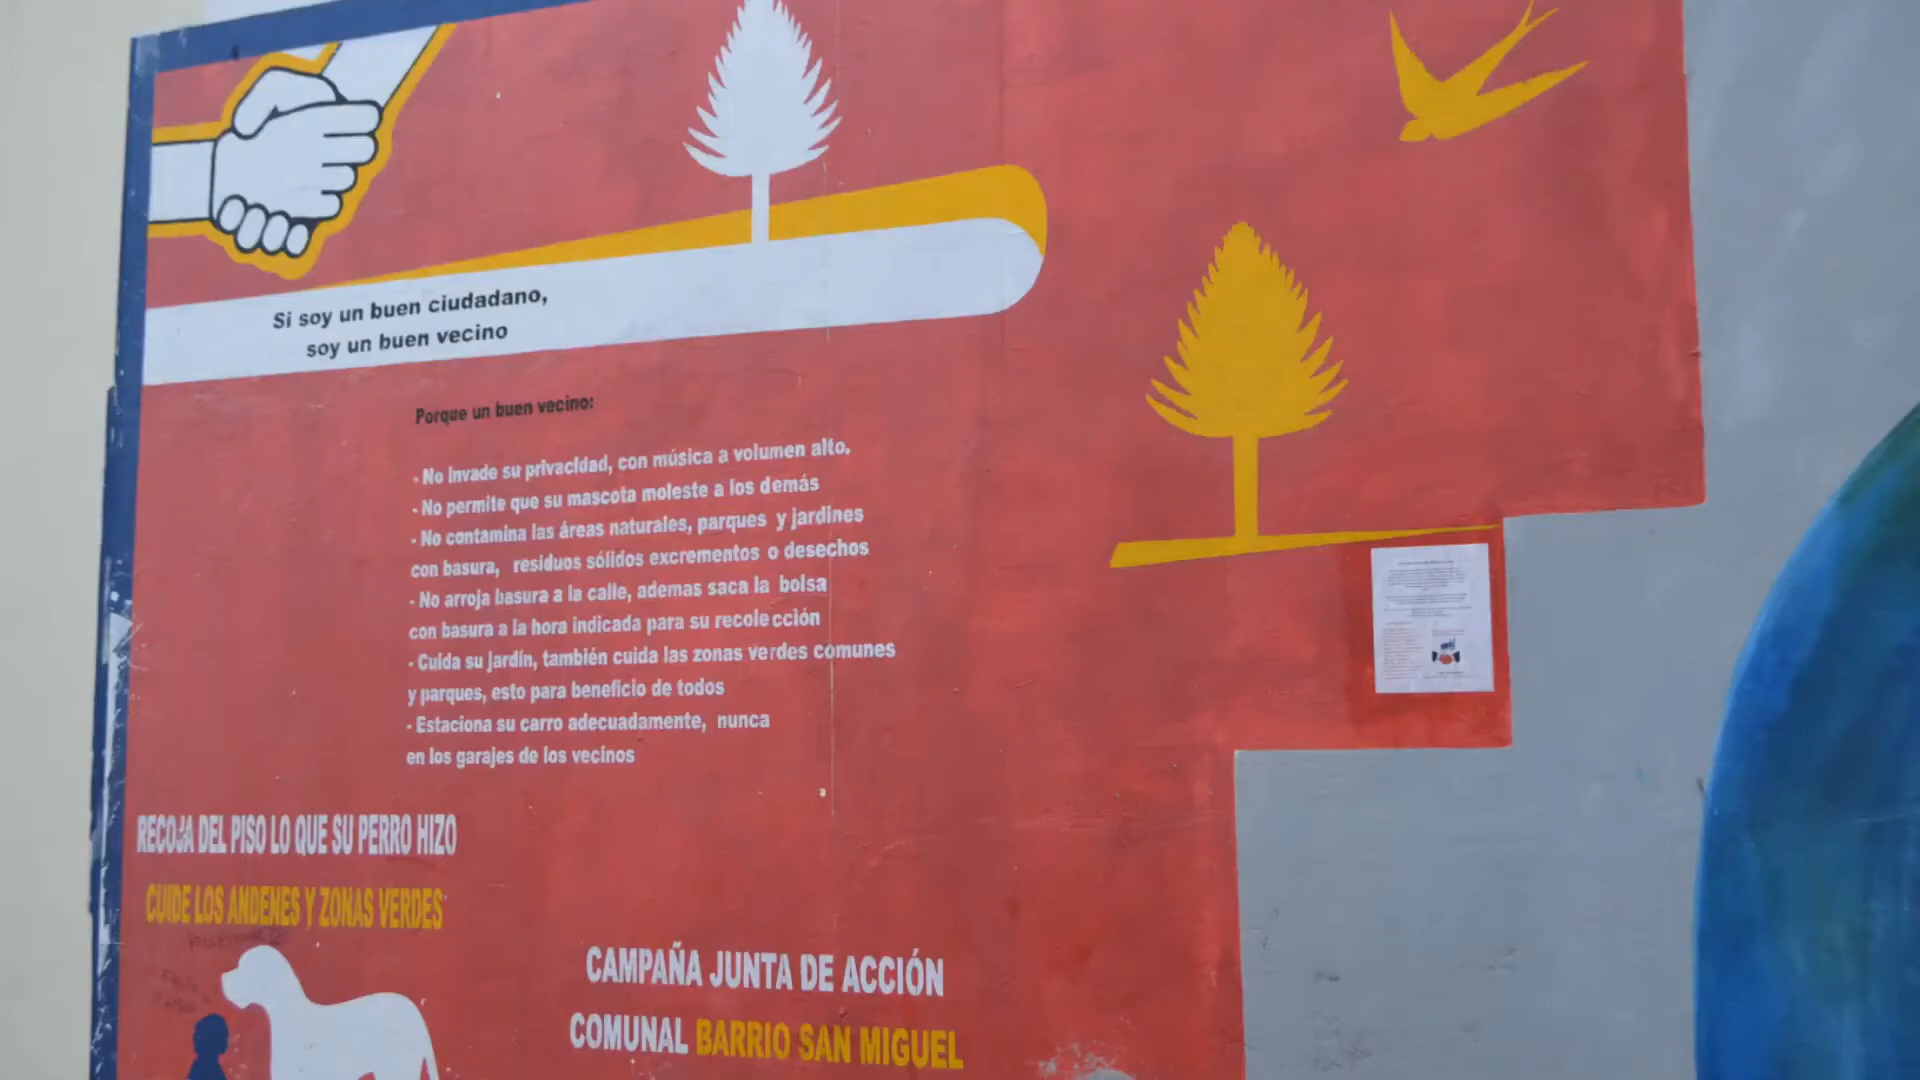 Si soy un buen ciudadano,
soy un buen vecino
Porque un buen vecino:
- No invade su privacidad, con música a volumen alto.
- No permite que su mascota moleste a los demás
- No contamina las áreas naturales, parques y jardines
con basura, residuos sólidos excrementos o desechos
- No arroja basura a la calle, ademas saca la bolsa
con basura a la hora indicada para su recolección
- Cuida su jardín, también cuida las zonas verdes comunes
y parques, esto para beneficio de todos
- Estaciona su carro adecuadamente, nunca
en los garajes de los vecinos
RECOJA DEL PISO LO QUE SU PERRO HIZO
CUIDE LOS ANDENES Y ZONAS VERDES
CAMPAÑA JUNTA DE ACCIÓN
COMUNAL BARRIO SAN MIGUEL